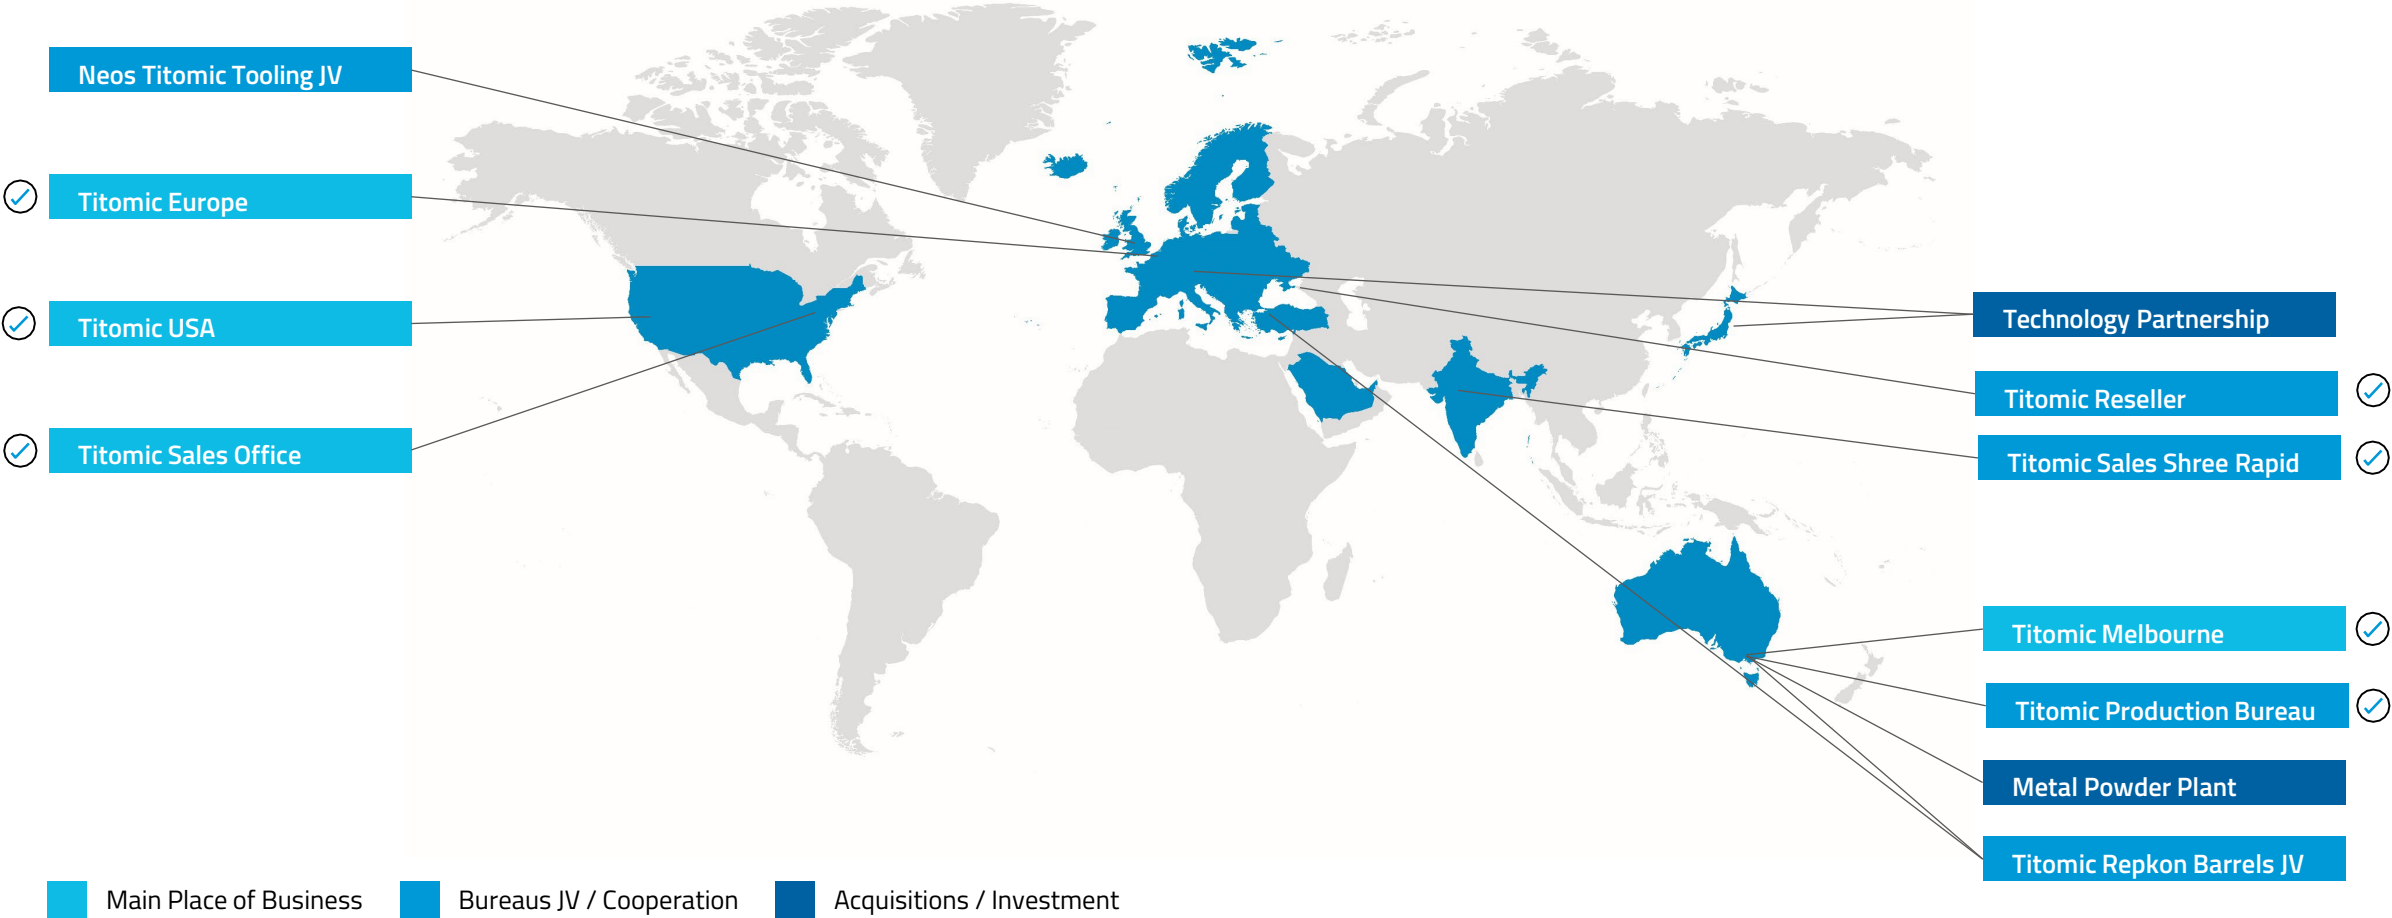 Neos Titomic Tooling JV
Titomic Europe
Titomic USA
Titomic Sales Office
Technology Partnership
Titomic Reseller
Titomic Sales Shree Rapid
Titomic Melbourne
Titomic Production Bureau
Metal Powder Plant
Titomic Repkon Barrels JV
Main Place of Business
Bureaus JV / Cooperation
Acquisitions / Investment